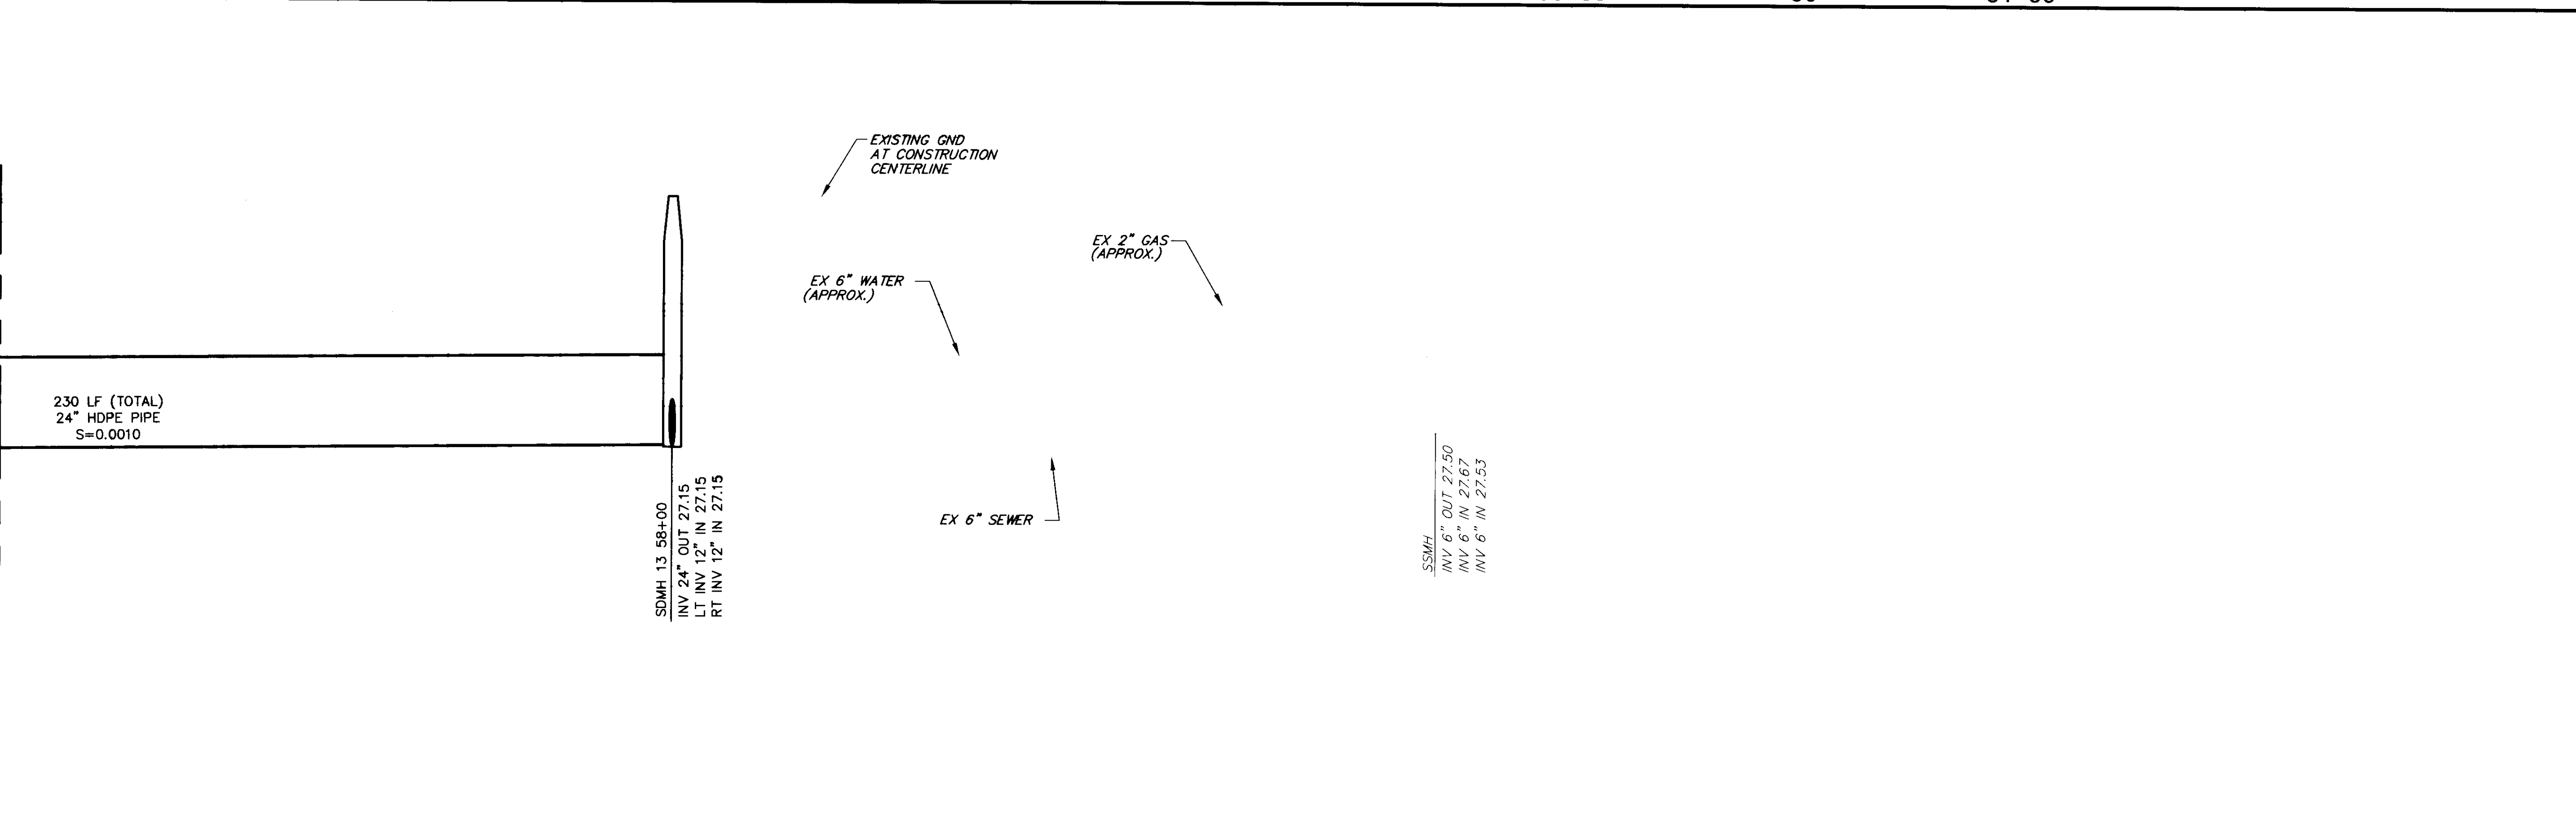 EXISTING GND
AT CONSTRUCTION
CENTERLINE
EX 2" GAS
(APPROX.)
EX 6" WATER
(APPROX.)
230 LF (TOTAL)
24" HDPE PIPE
S=0.0010
EX 6" SEWER
SDMH 13 58+00
INV 24" OUT 27.15
LT INV 12" IN 27.15
RT INV 12" IN 27.15
SSMH
INV 6" OUT 27.50
INV 6" IN 27.67
INV 6" IN 27.53